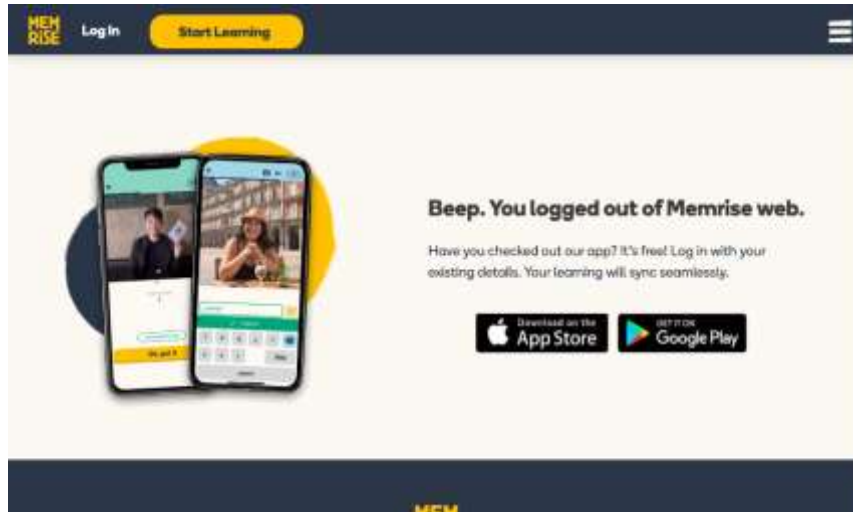 MEM
RISE
Log In
Start Learning
Beep. You logged out of Memrise web.
Have you checked out our app? It's free! Log in with your
existing details. Your learning will sync seamlessly.
Download on the
App Store
GET IT ON
Google Play
MEM